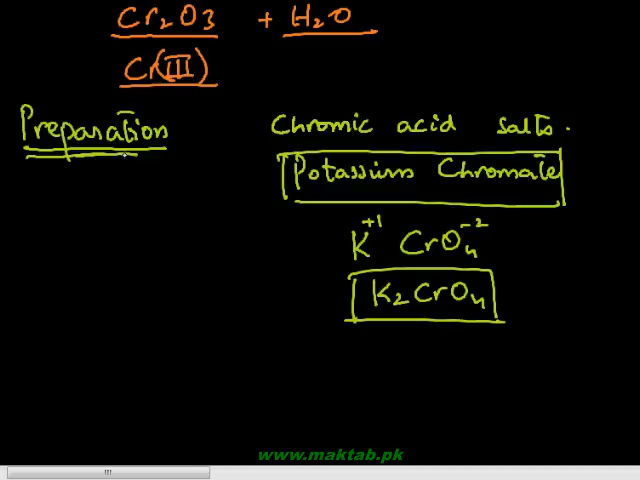 Cr2O3 + H2O
Cr(III)
Preparation
Chromic acid salts.
Potassium Chromate
K+1 CrO4-2
K2CrO4
www.maktab.pk